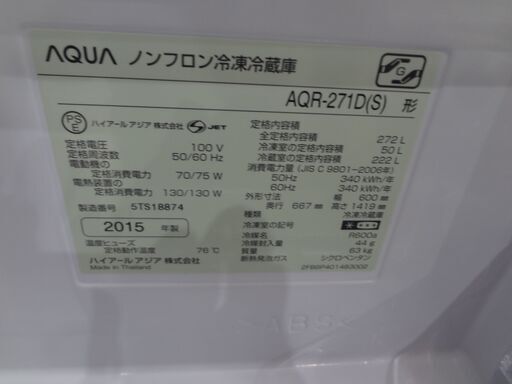 AQUA ノンフロン冷凍冷蔵庫
G
AQR-271D(S) 形
PS E ハイアール アジア 株式会社 S JET
定格電圧 100 V
定格周波数 50/60 Hz
電動機の
定格消費電力 70/75 W
電熱装置の
定格消費電力 130/130 W
製造番号 5TS18874
2015 年製
温度ヒューズ
定格動作温度 76℃
ハイアール アジア 株式会社
Made in Thailand
定格内容積
全定格内容積 272 L
冷凍室の定格内容積 50 L
冷蔵室の定格内容積 222 L
消費電力量 (JIS C 9801-2006年)
50Hz 340 kWh/年
60Hz 340 kWh/年
外形寸法 幅 600 mm
奥行 667 mm 高さ 1419 mm
種類 冷凍冷蔵庫
冷凍室の記号
冷媒名 R600a
冷媒封入量 44 g
質量 63 kg
断熱発泡ガス シクロペンタン
>ABS<